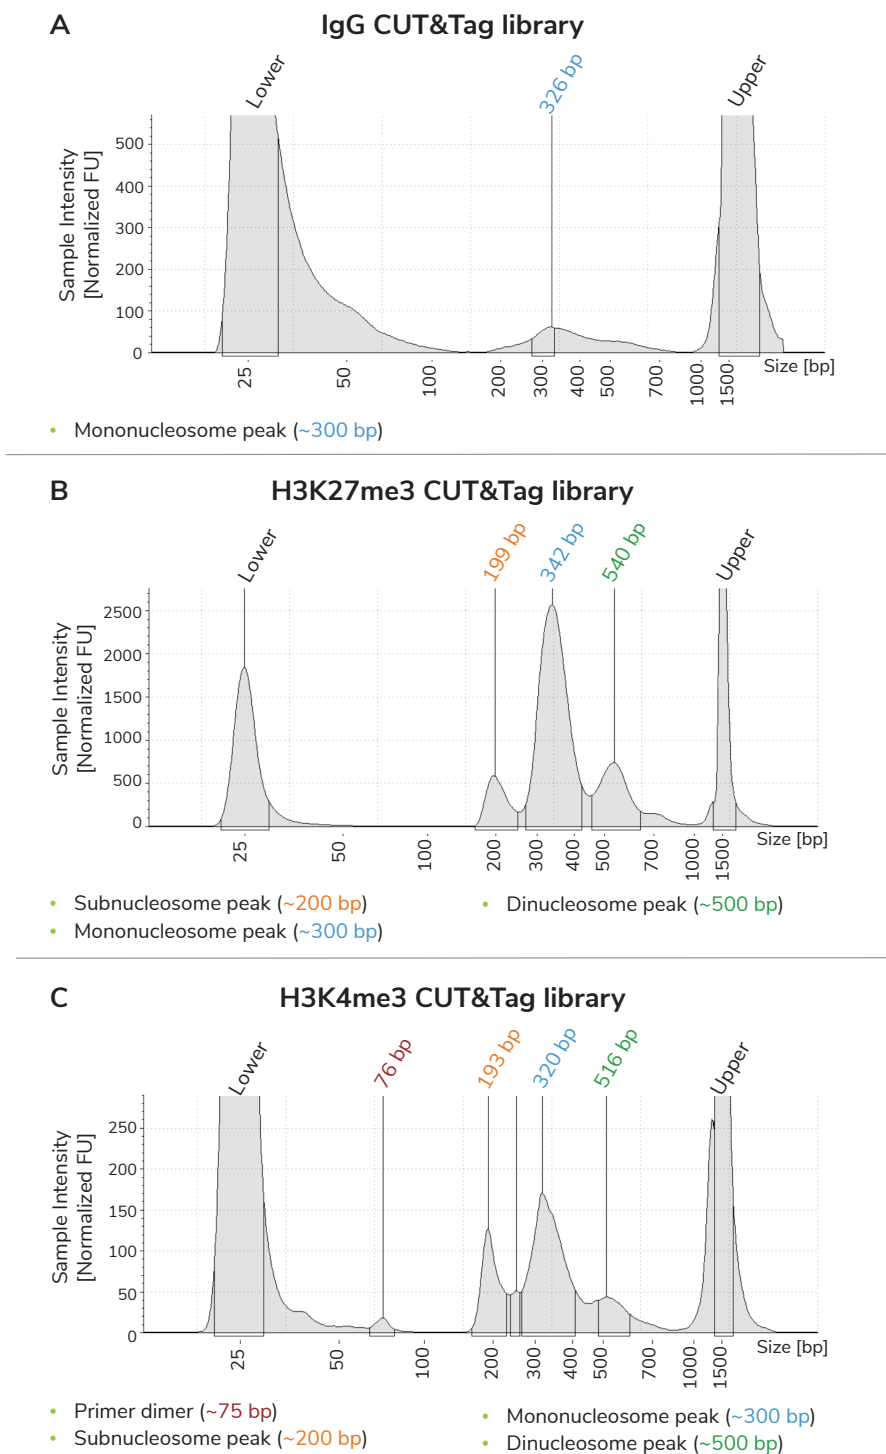 A
IgG CUT&Tag library
Lower
326 bp
Upper
Sample Intensity
[Normalized FU]
500
400
300
200
100
0
25
50
100
200
300
400
500
700
1000
1500
Size [bp]
• Mononucleosome peak (~300 bp)
B
H3K27me3 CUT&Tag library
Lower
199 bp
342 bp
540 bp
Upper
Sample Intensity
[Normalized FU]
2500
2000
1500
1000
500
0
25
50
100
200
300
400
500
700
1000
1500
Size [bp]
• Subnucleosome peak (~200 bp)
• Mononucleosome peak (~300 bp)
• Dinucleosome peak (~500 bp)
C
H3K4me3 CUT&Tag library
Lower
76 bp
193 bp
320 bp
516 bp
Upper
Sample Intensity
[Normalized FU]
250
200
150
100
50
0
25
50
100
200
300
400
500
700
1000
1500
Size [bp]
• Primer dimer (~75 bp)
• Subnucleosome peak (~200 bp)
• Mononucleosome peak (~300 bp)
• Dinucleosome peak (~500 bp)